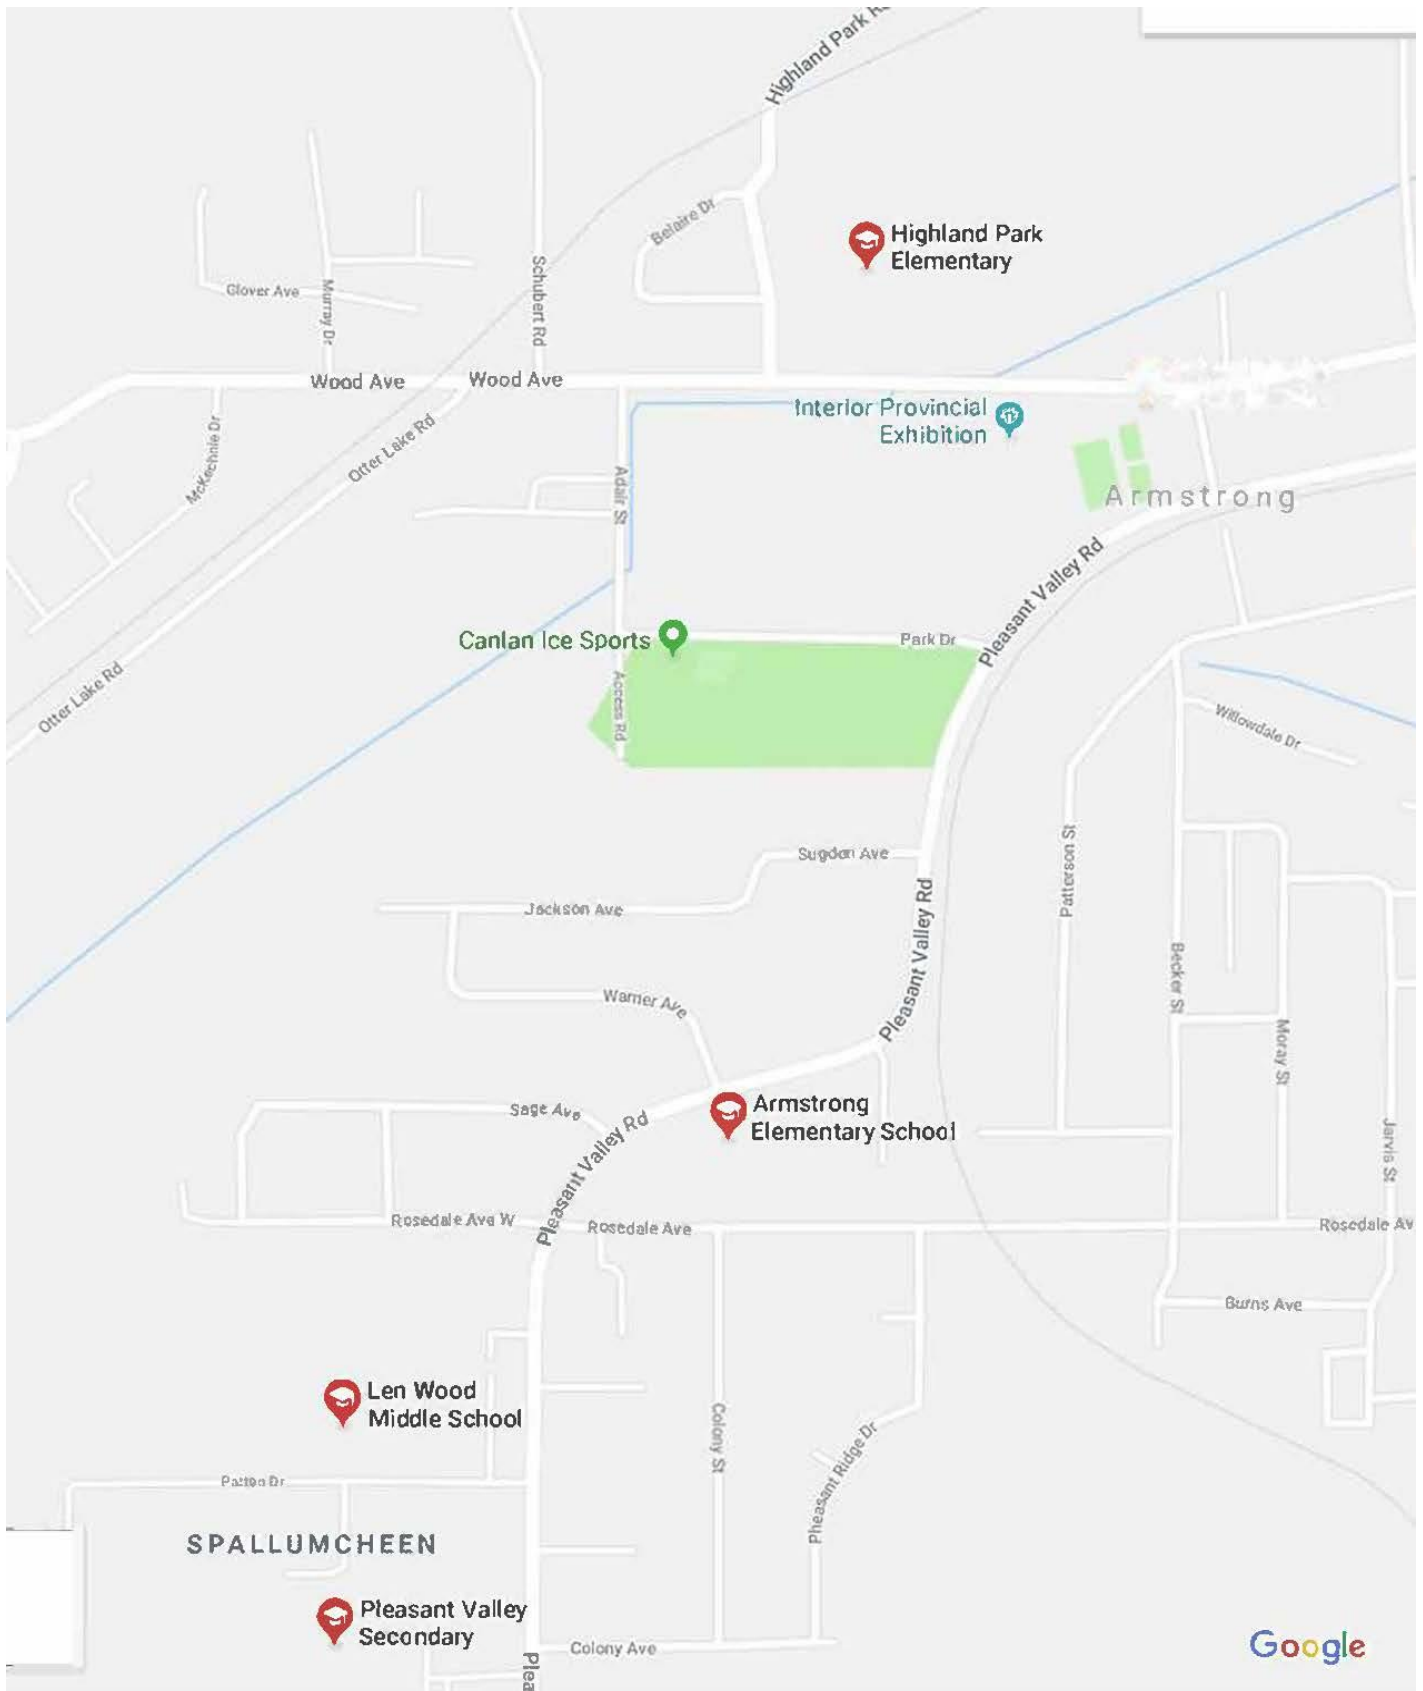 Highland Park R
Belaire Dr
Highland Park
Elementary
Schubert Rd
Glover Ave
Murray Dr
Wood Ave
Wood Ave
Interior Provincial
Exhibition
McKechnie Dr
Otter Lake Rd
Adair St
Armstrong
Pleasant Valley Rd
Canlan Ice Sports
Park Dr
Otter Lake Rd
Access Rd
Willowdale Dr
Sugden Ave
Patterson St
Jackson Ave
Pleasant Valley Rd
Becker St
Warner Ave
Moray St
Armstrong
Elementary School
Sage Ave
Pleasant Valley Rd
Jarvis St
Rosedale Ave W
Rosedale Ave
Rosedale Av
Burns Ave
Len Wood
Middle School
Colony St
Pheasant Ridge Dr
Patten Dr
SPALLUMCHEEN
Pleasant Valley
Secondary
Colony Ave
Plea
Google